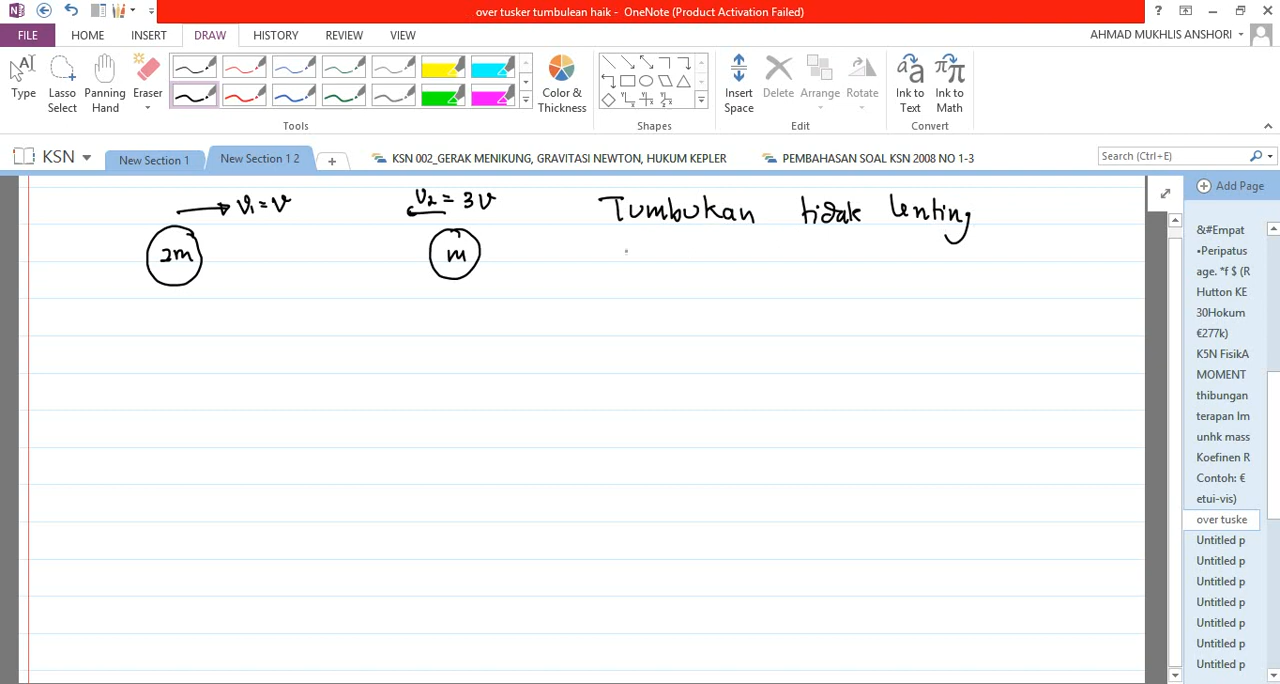 over tusker tumbulean haik - OneNote (Product Activation Failed)
FILE HOME INSERT DRAW HISTORY REVIEW VIEW
AHMAD MUKHLIS ANSHORI
Type
Lasso Select
Panning Hand
Eraser
Color & Thickness
Insert Space
Delete
Arrange
Rotate
Ink to Text
Ink to Math
Tools
Shapes
Edit
Convert
KSN
New Section 1
New Section 1 2
KSN 002_GERAK MENIKUNG, GRAVITASI NEWTON, HUKUM KEPLER
PEMBAHASAN SOAL KSN 2008 NO 1-3
Search (Ctrl+E)
Add Page
v₁ = v
v₂ = 3v
Tumbukan tidak lenting
2m
m
&#Empat
•Peripatus
age. *f $ (R
Hutton KE
30Hokum
€277k)
K5N FisikA
MOMENT
thibungan
terapan Im
unhk mass
Koefinen R
Contoh: €
etui-vis)
over tuske
Untitled p
Untitled p
Untitled p
Untitled p
Untitled p
Untitled p
Untitled p